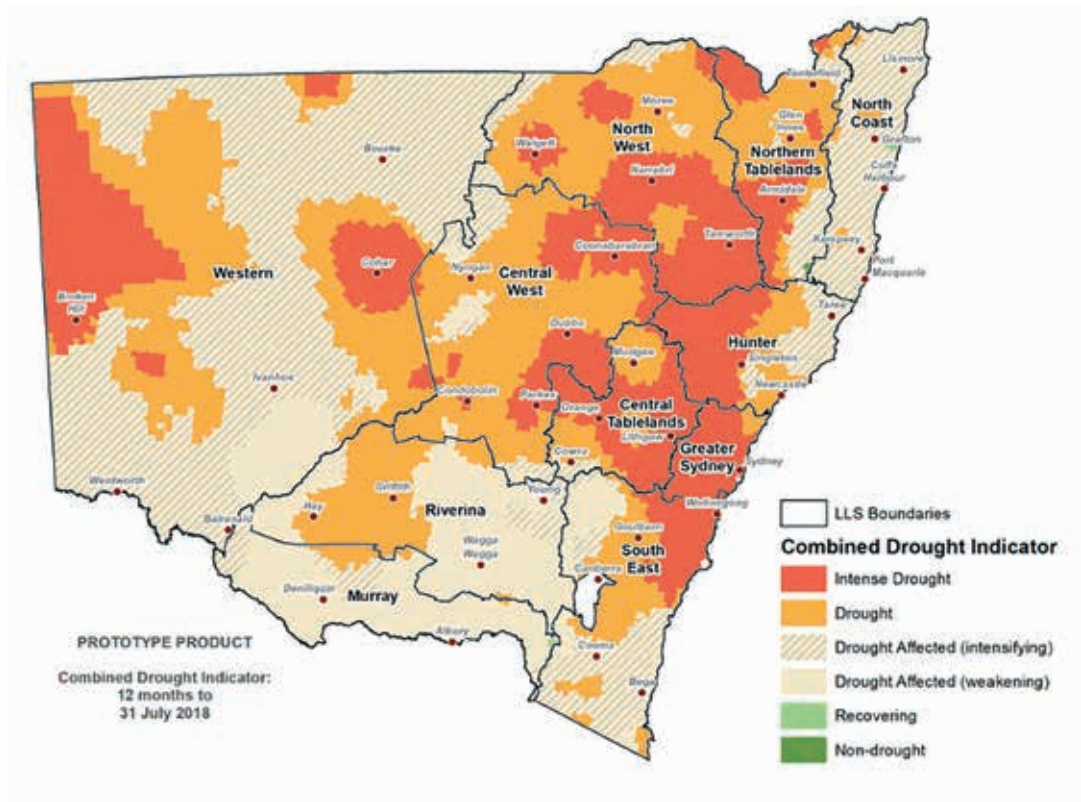 Lismore
Tenterfield
North
Coast
Moree
Glen
Innes
North
West
Grafton
Walgett
Northern
Tablelands
Bourke
Coffs
Harbour
Narrabri
Armidale
Kempsey
Tamworth
Coonabarabran
Port
Macquarie
Cobar
Nyngan
Western
Central
West
Taree
Broken
Hill
Dubbo
Hunter
Mudgee
Singleton
Ivanhoe
Newcastle
Condobolin
Parkes
Orange
Central
Tablelands
Lithgow
Greater
Sydney
Cowra
Sydney
Wentworth
Griffith
Young
Hay
Riverina
Wollongong
Balranald
Goulburn
Wagga
Wagga
South
East
Canberra
Deniliquin
Murray
Albury
Cooma
Bega
PROTOTYPE PRODUCT
Combined Drought Indicator:
12 months to
31 July 2018
LLS Boundaries
Combined Drought Indicator
Intense Drought
Drought
Drought Affected (intensifying)
Drought Affected (weakening)
Recovering
Non-drought